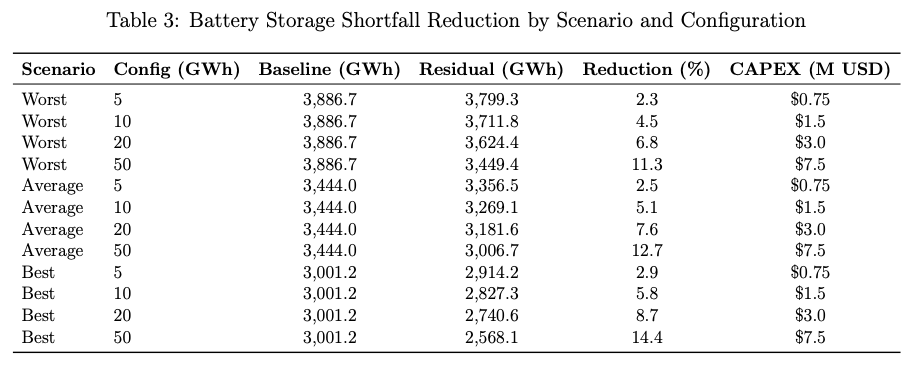 Table 3: Battery Storage Shortfall Reduction by Scenario and Configuration
Scenario Config (GWh) Baseline (GWh) Residual (GWh) Reduction (%) CAPEX (M USD)
Worst 5 3,886.7 3,799.3 2.3 $0.75
Worst 10 3,886.7 3,711.8 4.5 $1.5
Worst 20 3,886.7 3,624.4 6.8 $3.0
Worst 50 3,886.7 3,449.4 11.3 $7.5
Average 5 3,444.0 3,356.5 2.5 $0.75
Average 10 3,444.0 3,269.1 5.1 $1.5
Average 20 3,444.0 3,181.6 7.6 $3.0
Average 50 3,444.0 3,006.7 12.7 $7.5
Best 5 3,001.2 2,914.2 2.9 $0.75
Best 10 3,001.2 2,827.3 5.8 $1.5
Best 20 3,001.2 2,740.6 8.7 $3.0
Best 50 3,001.2 2,568.1 14.4 $7.5